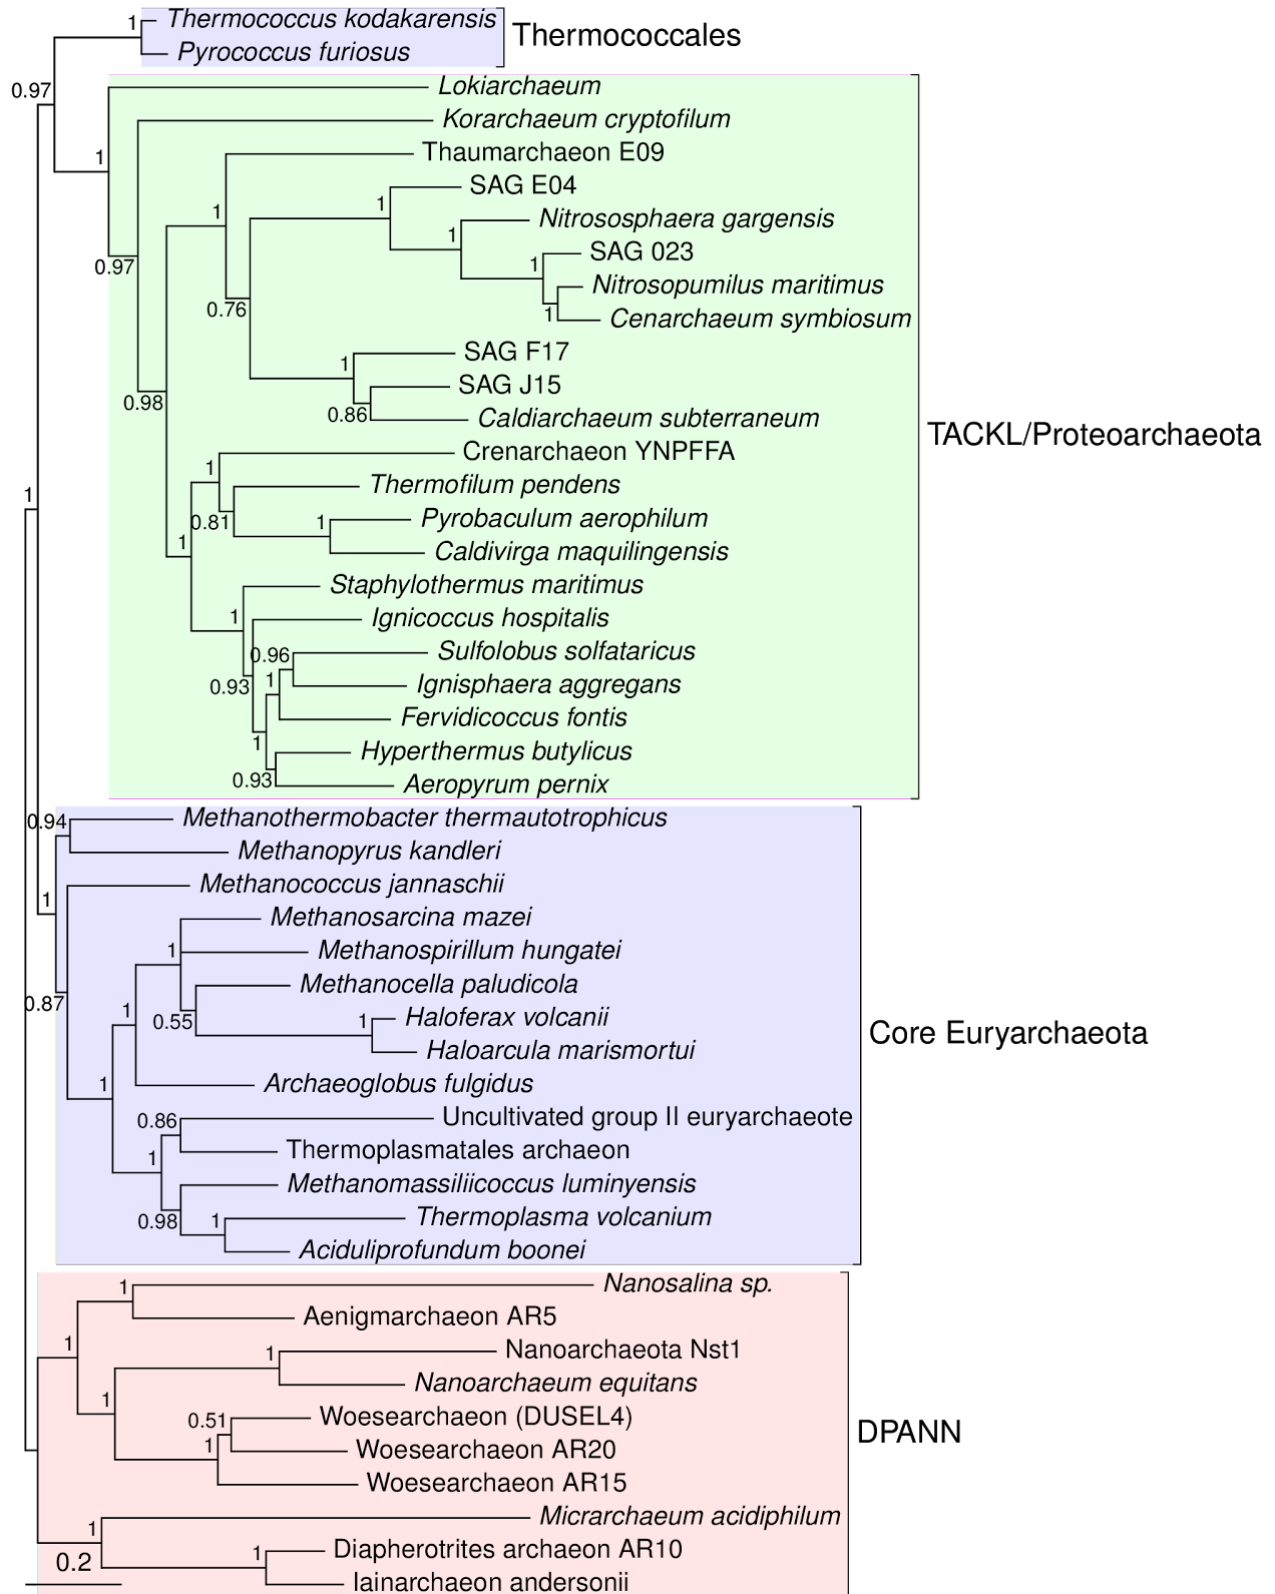 1 Thermococcus kodakarensis
Pyrococcus furiosus
Thermococcales
0.97
Lokiarchaeum
Korarchaeum cryptofilum
1
Thaumarchaeon E09
SAG E04
1
1
Nitrososphaera gargensis
1
SAG 023
1
0.97
Nitrosopumilus maritimus
0.76
1
Cenarchaeum symbiosum
SAG F17
1
SAG J15
0.98
0.86
Caldiarchaeum subterraneum
TACKL/Proteoarchaeota
Crenarchaeon YNPFFA
1
Thermofilum pendens
1
0.81
1
Pyrobaculum aerophilum
1
Caldivirga maquilingensis
Staphylothermus maritimus
1
Ignicoccus hospitalis
0.96
Sulfolobus solfataricus
0.93
1
Ignisphaera aggregans
Fervidicoccus fontis
1
Hyperthermus butylicus
0.93
Aeropyrum pernix
0.94
Methanothermobacter thermautotrophicus
Methanopyrus kandleri
1
Methanococcus jannaschii
Methanosarcina mazei
1
Methanospirillum hungatei
0.87
Methanocella paludicola
1
0.55
1
Haloferax volcanii
Haloarcula marismortui
Core Euryarchaeota
1
Archaeoglobus fulgidus
0.86
Uncultivated group II euryarchaeote
1
Thermoplasmatales archaeon
Methanomassiliicoccus luminyensis
0.98
1
Thermoplasma volcanium
Aciduliprofundum boonei
1
Nanosalina sp.
Aenigmarchaeon AR5
1
1
Nanoarchaeota Nst1
Nanoarchaeum equitans
1
0.51
Woesearchaeon (DUSEL4)
DPANN
1
Woesearchaeon AR20
Woesearchaeon AR15
Micrarchaeum acidiphilum
1
1
Diapherotrites archaeon AR10
0.2
Iainarchaeon andersonii